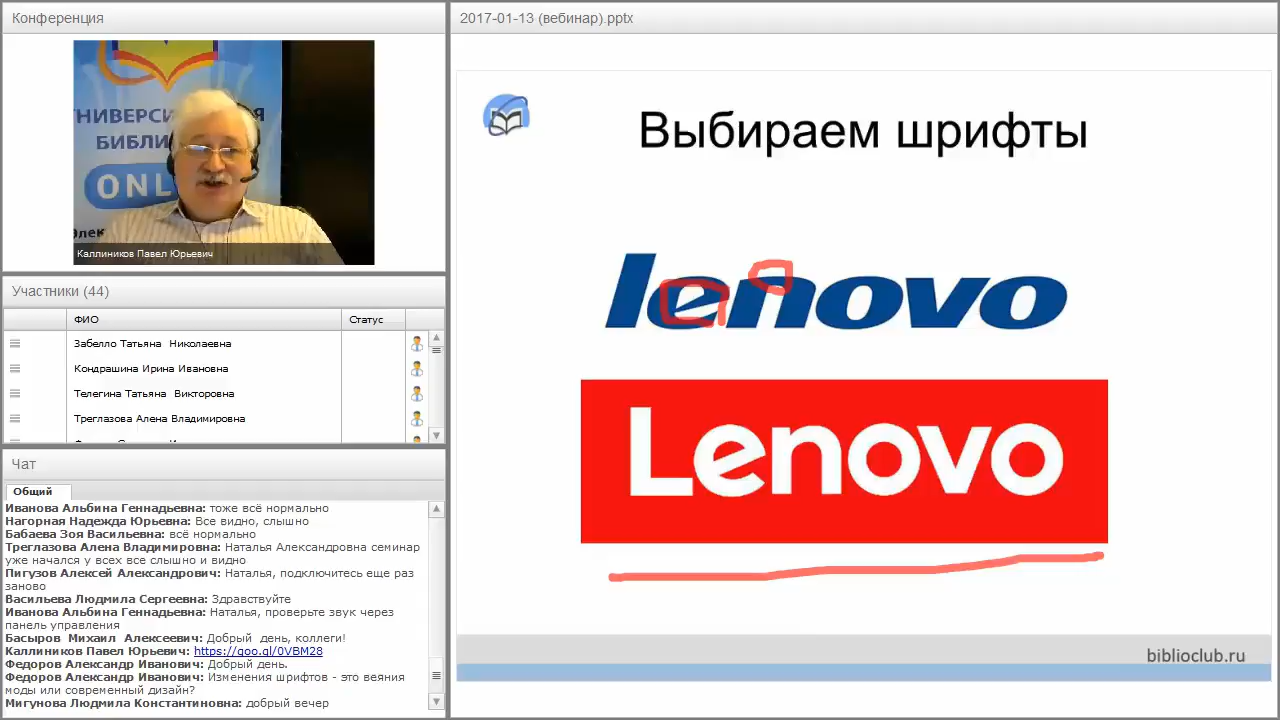 Конференция
НИВЕРСИ
АЯ
БИБЛИ
ONL
Каллиников Павел Юрьевич
Участники (44)
ФИО
Статус
Забелло Татьяна Николаевна
Кондрашина Ирина Ивановна
Телегина Татьяна Викторовна
Треглазова Алена Владимировна
Чат
Общий
Иванова Альбина Геннадьевна: тоже всё нормально
Нагорная Надежда Юрьевна: Все видно, слышно
Бабаева Зоя Васильевна: всё нормально
Треглазова Алена Владимировна: Наталья Александровна семинар
уже начался у всех все слышно и видно
Пигузов Алексей Александрович: Наталья, подключитесь еще раз
заново
Васильева Людмила Сергеевна: Здравствуйте
Иванова Альбина Геннадьевна: Наталья, проверьте звук через
панель управления
Басыров Михаил Алексеевич: Добрый день, коллеги!
Каллиников Павел Юрьевич: https://goo.gl/0VBM28
Федоров Александр Иванович: Добрый день.
Федоров Александр Иванович: Изменения шрифтов - это веяния
моды или современный дизайн?
Мигунова Людмила Константиновна: добрый вечер
2017-01-13 (вебинар).pptx
Выбираем шрифты
lenovo
Lenovo
biblioclub.ru